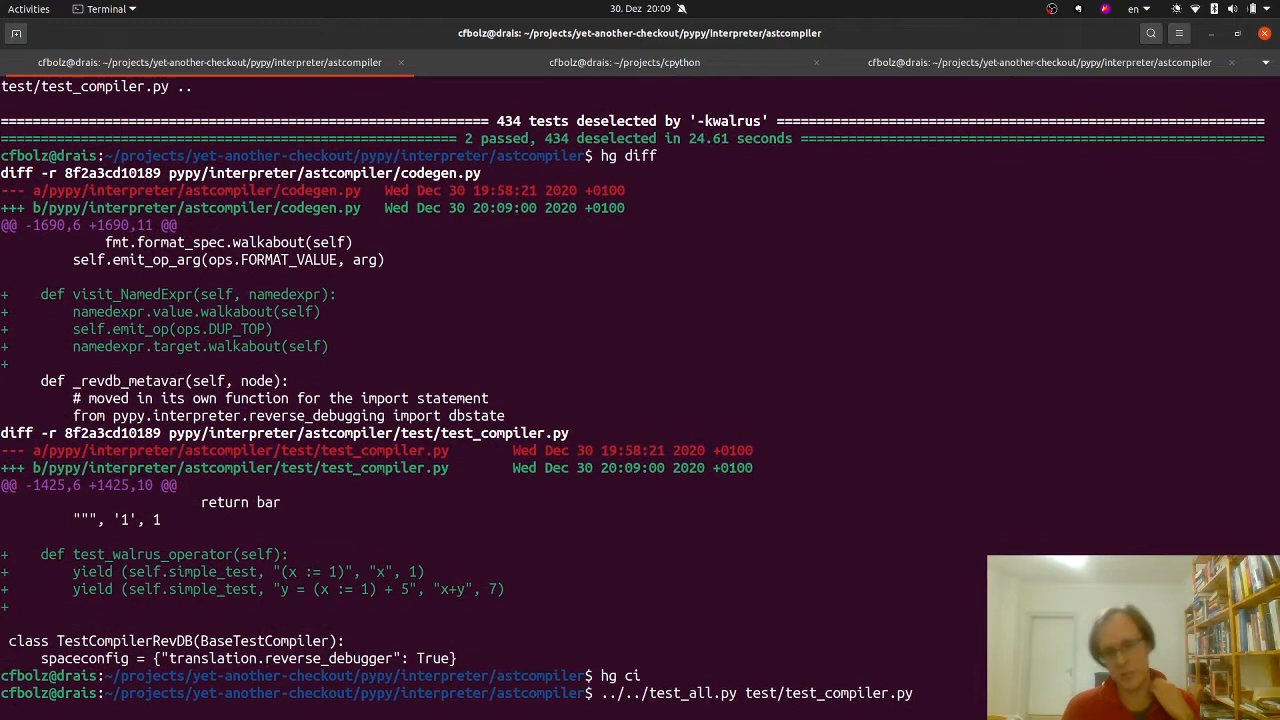 Activities
Terminal
30. Dez 20:09
en
cfbolz@drais: ~/projects/yet-another-checkout/pypy/interpreter/astcompiler
cfbolz@drais: ~/projects/yet-another-checkout/pypy/interpreter/astcompiler
cfbolz@drais: ~/projects/cpython
cfbolz@drais: ~/projects/yet-another-checkout/pypy/interpreter/astcompiler
test/test_compiler.py ..
============================================================= 434 tests deselected by '-kwalrus' =============================================================
========================================================= 2 passed, 434 deselected in 24.61 seconds ==========================================================
cfbolz@drais:~/projects/yet-another-checkout/pypy/interpreter/astcompiler$ hg diff
diff -r 8f2a3cd10189 pypy/interpreter/astcompiler/codegen.py
--- a/pypy/interpreter/astcompiler/codegen.py   Wed Dec 30 19:58:21 2020 +0100
+++ b/pypy/interpreter/astcompiler/codegen.py   Wed Dec 30 20:09:00 2020 +0100
@@ -1690,6 +1690,11 @@
             fmt.format_spec.walkabout(self)
         self.emit_op_arg(ops.FORMAT_VALUE, arg)
+    def visit_NamedExpr(self, namedexpr):
+        namedexpr.value.walkabout(self)
+        self.emit_op(ops.DUP_TOP)
+        namedexpr.target.walkabout(self)
+
     def _revdb_metavar(self, node):
         # moved in its own function for the import statement
         from pypy.interpreter.reverse_debugging import dbstate
diff -r 8f2a3cd10189 pypy/interpreter/astcompiler/test/test_compiler.py
--- a/pypy/interpreter/astcompiler/test/test_compiler.py        Wed Dec 30 19:58:21 2020 +0100
+++ b/pypy/interpreter/astcompiler/test/test_compiler.py        Wed Dec 30 20:09:00 2020 +0100
@@ -1425,6 +1425,10 @@
                         return bar
         """, '1', 1
+    def test_walrus_operator(self):
+        yield (self.simple_test, "(x := 1)", "x", 1)
+        yield (self.simple_test, "y = (x := 1) + 5", "x+y", 7)
+
 class TestCompilerRevDB(BaseTestCompiler):
     spaceconfig = {"translation.reverse_debugger": True}
cfbolz@drais:~/projects/yet-another-checkout/pypy/interpreter/astcompiler$ hg ci
cfbolz@drais:~/projects/yet-another-checkout/pypy/interpreter/astcompiler$ ../../test_all.py test/test_compiler.py